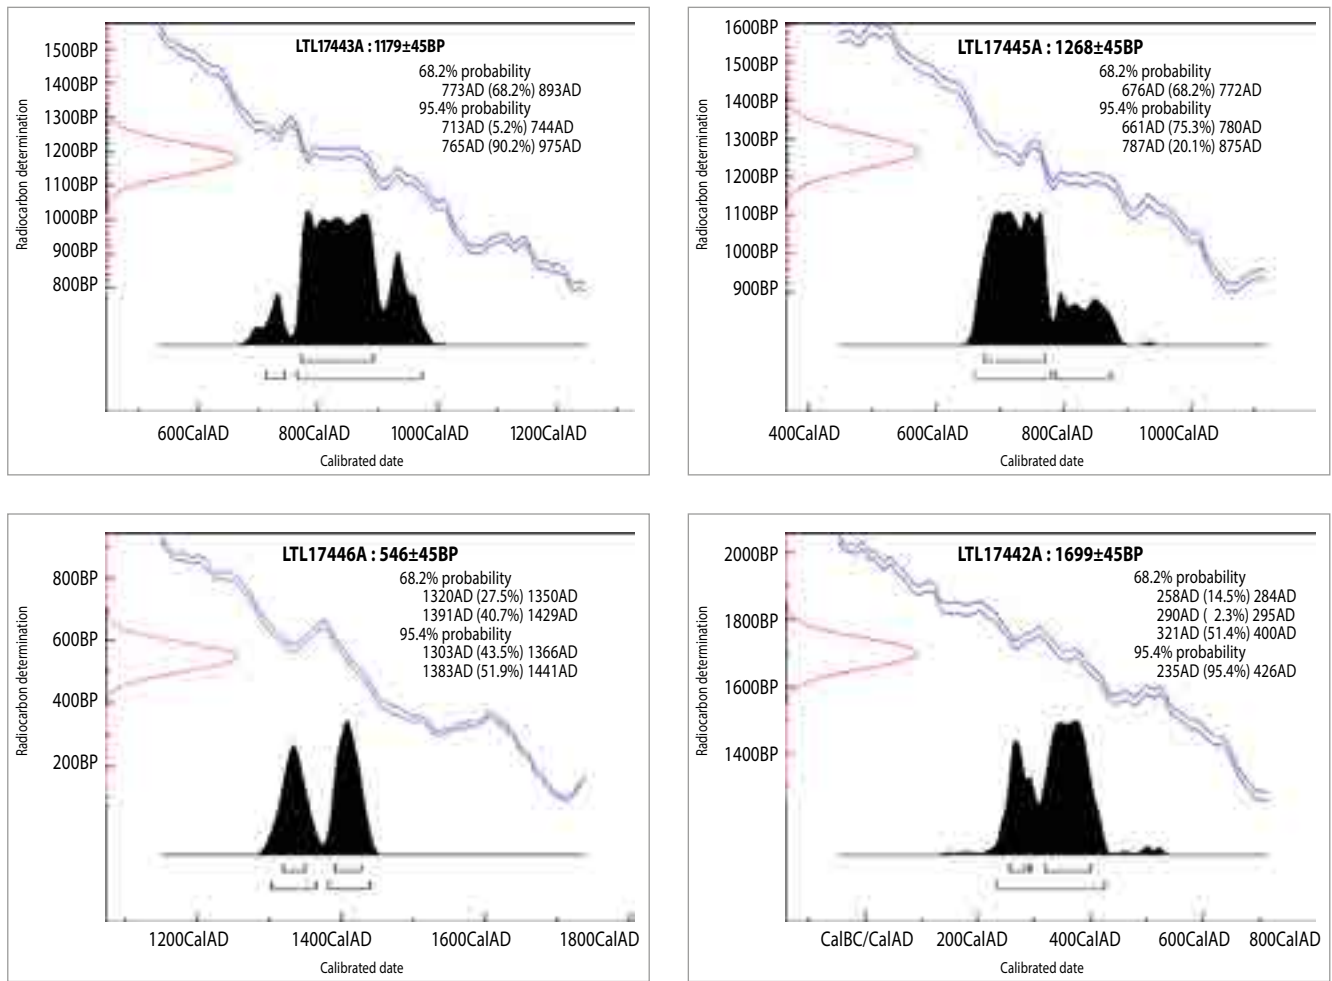 LTL17443A : 1179±45BP
68.2% probability
773AD (68.2%) 893AD
95.4% probability
713AD (5.2%) 744AD
765AD (90.2%) 975AD
Radiocarbon determination
1500BP
1400BP
1300BP
1200BP
1100BP
1000BP
900BP
800BP
600CalAD 800CalAD 1000CalAD 1200CalAD
Calibrated date
LTL17445A : 1268±45BP
68.2% probability
676AD (68.2%) 772AD
95.4% probability
661AD (75.3%) 780AD
787AD (20.1%) 875AD
Radiocarbon determination
1600BP
1500BP
1400BP
1300BP
1200BP
1100BP
1000BP
900BP
400CalAD 600CalAD 800CalAD 1000CalAD
Calibrated date
LTL17446A : 546±45BP
68.2% probability
1320AD (27.5%) 1350AD
1391AD (40.7%) 1429AD
95.4% probability
1303AD (43.5%) 1366AD
1383AD (51.9%) 1441AD
Radiocarbon determination
800BP
600BP
400BP
200BP
1200CalAD 1400CalAD 1600CalAD 1800CalAD
Calibrated date
LTL17442A : 1699±45BP
68.2% probability
258AD (14.5%) 284AD
290AD ( 2.3%) 295AD
321AD (51.4%) 400AD
95.4% probability
235AD (95.4%) 426AD
Radiocarbon determination
2000BP
1800BP
1600BP
1400BP
CalBC/CalAD 200CalAD 400CalAD 600CalAD 800CalAD
Calibrated date